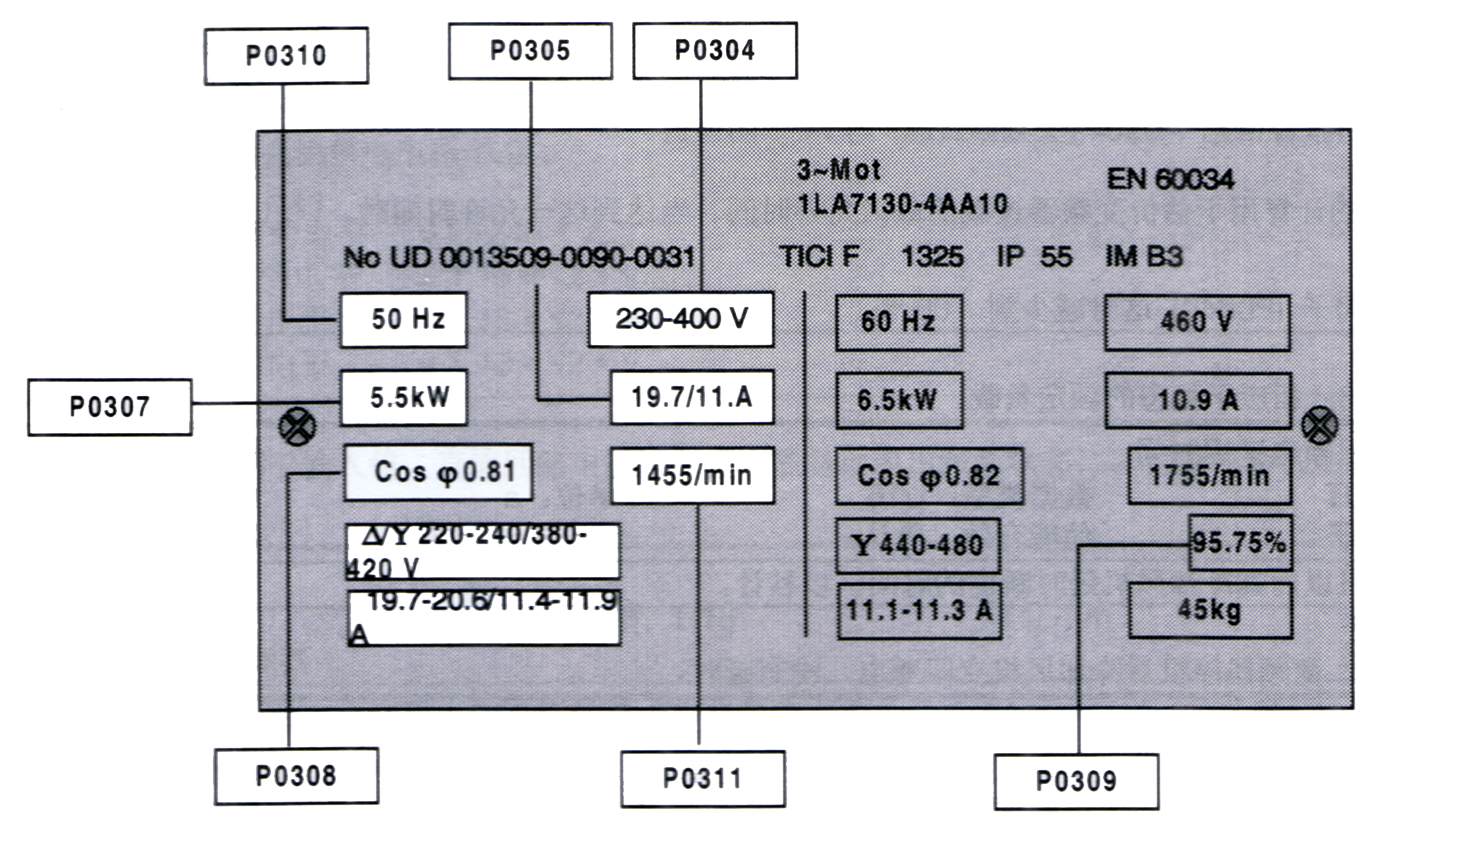 P0310
P0305
P0304
3~Mot
1LA7130-4AA10
EN 60034
No UD 0013509-0090-0031
TICI F 1325 IP 55 IM B3
50 Hz
230-400 V
60 Hz
460 V
P0307
5.5kW
19.7/11.A
6.5kW
10.9 A
Cos φ 0.81
1455/min
Cos φ 0.82
1755/min
Δ/Y 220-240/380-
420 V
Y 440-480
95.75%
19.7-20.6/11.4-11.9
A
11.1-11.3 A
45kg
P0308
P0311
P0309